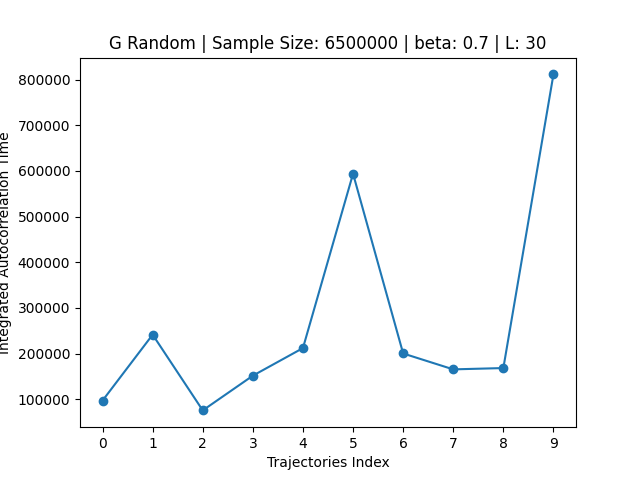 G Random | Sample Size: 6500000 | beta: 0.7 | L: 30
800000
700000
600000
500000
400000
300000
200000
100000
Integrated Autocorrelation Time
0 1 2 3 4 5 6 7 8 9
Trajectories Index